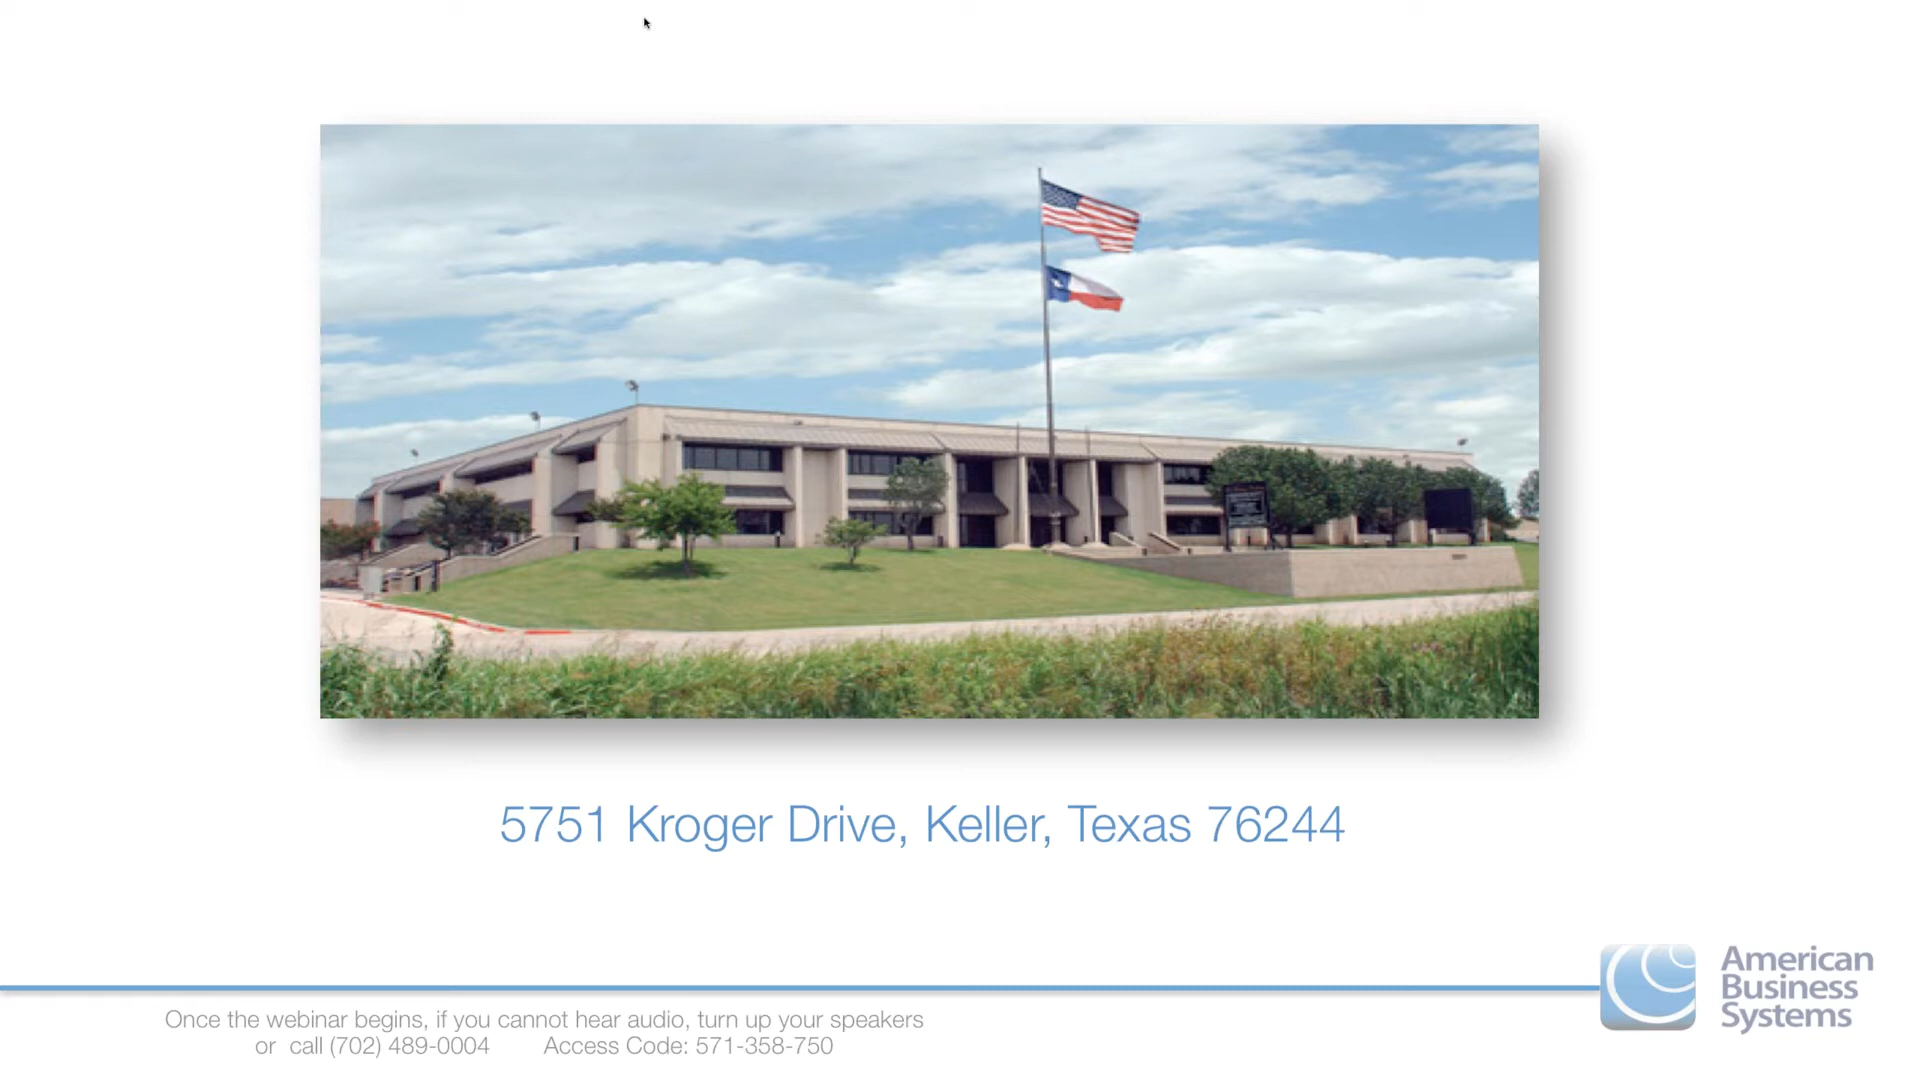 5751 Kroger Drive, Keller, Texas 76244
American
Business
Systems
Once the webinar begins, if you cannot hear audio, turn up your speakers
or call (702) 489-0004 Access Code: 571-358-750